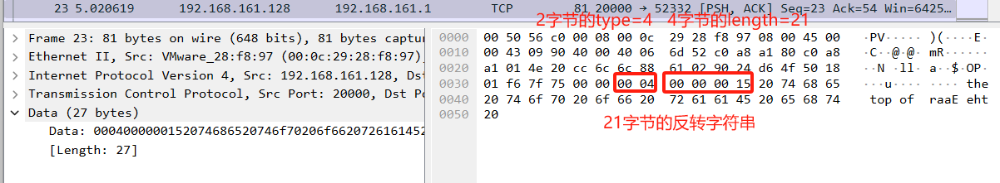 23 5.020619 192.168.161.128 192.168.161.1 TCP 81 20000 → 52332 [PSH, ACK] Seq=23 Ack=54 Win=6425…
2字节的type=4 4字节的length=21
Frame 23: 81 bytes on wire (648 bits), 81 bytes captur
Ethernet II, Src: VMware_28:f8:97 (00:0c:29:28:f8:97),
Internet Protocol Version 4, Src: 192.168.161.128, Dst
Transmission Control Protocol, Src Port: 20000, Dst Po
Data (27 bytes)
Data: 0004000000152074686520746f70206f662072616145
[Length: 27]
0000 00 50 56 c0 00 08 00 0c 29 28 f8 97 08 00 45 00 ·PV·····)(····E·
0010 00 43 09 90 40 00 40 06 6d 52 c0 a8 a1 80 c0 a8 ·C··@·@·mR······
0020 a1 01 4e 20 cc 6c 6c 88 61 02 90 24 d6 4f 50 18 ··N ·ll·a··$·OP·
0030 01 f6 7f 75 00 00 00 04 00 00 00 15 20 74 68 65 ···u········ the
0040 20 74 6f 70 20 6f 66 20 72 61 61 45 20 65 68 74 top of raaE eht
0050 20
21字节的反转字符串